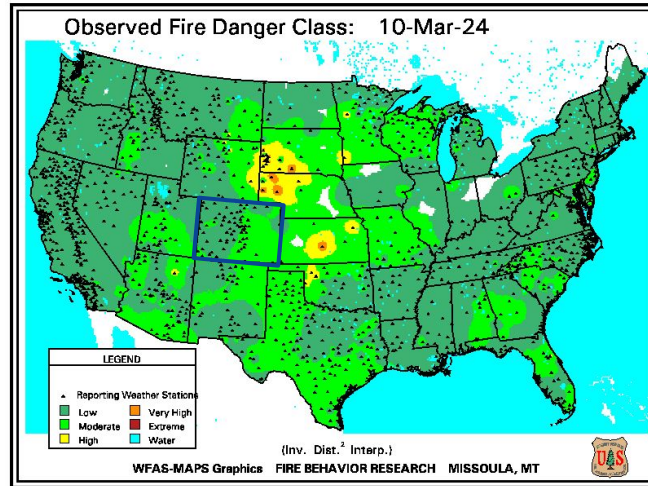 Observed Fire Danger Class: 10-Mar-24
LEGEND
Reporting Weather Stations
Low
Moderate
High
Very High
Extreme
Water
(Inv. Dist.² Interp.)
WFAS-MAPS Graphics FIRE BEHAVIOR RESEARCH MISSOULA, MT
U S